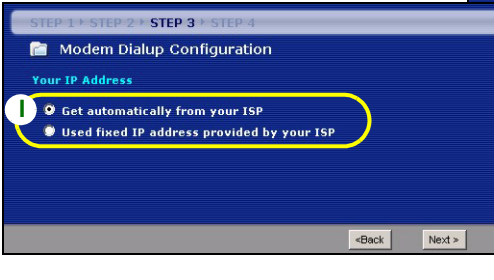 STEP 1 › STEP 2 › STEP 3 › STEP 4
Modem Dialup Configuration
Your IP Address
I
Get automatically from your ISP
Used fixed IP address provided by your ISP
<Back
Next >